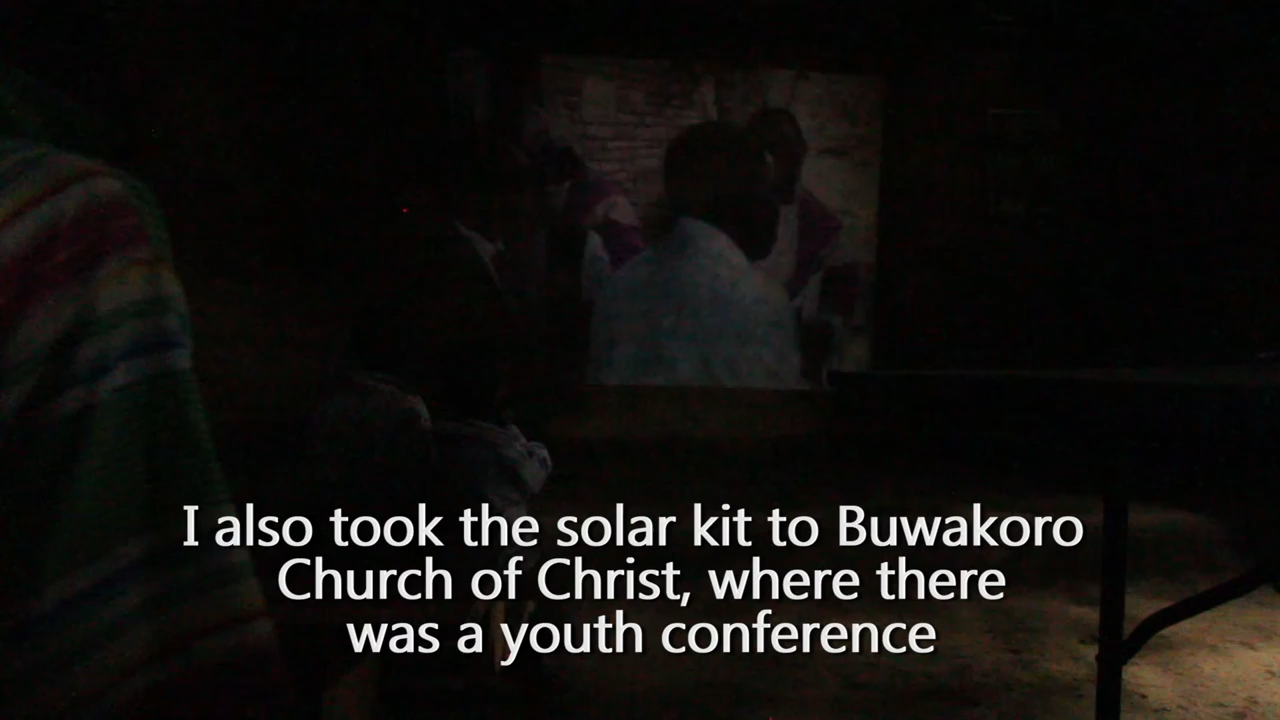 I also took the solar kit to Buwakoro
Church of Christ, where there
was a youth conference